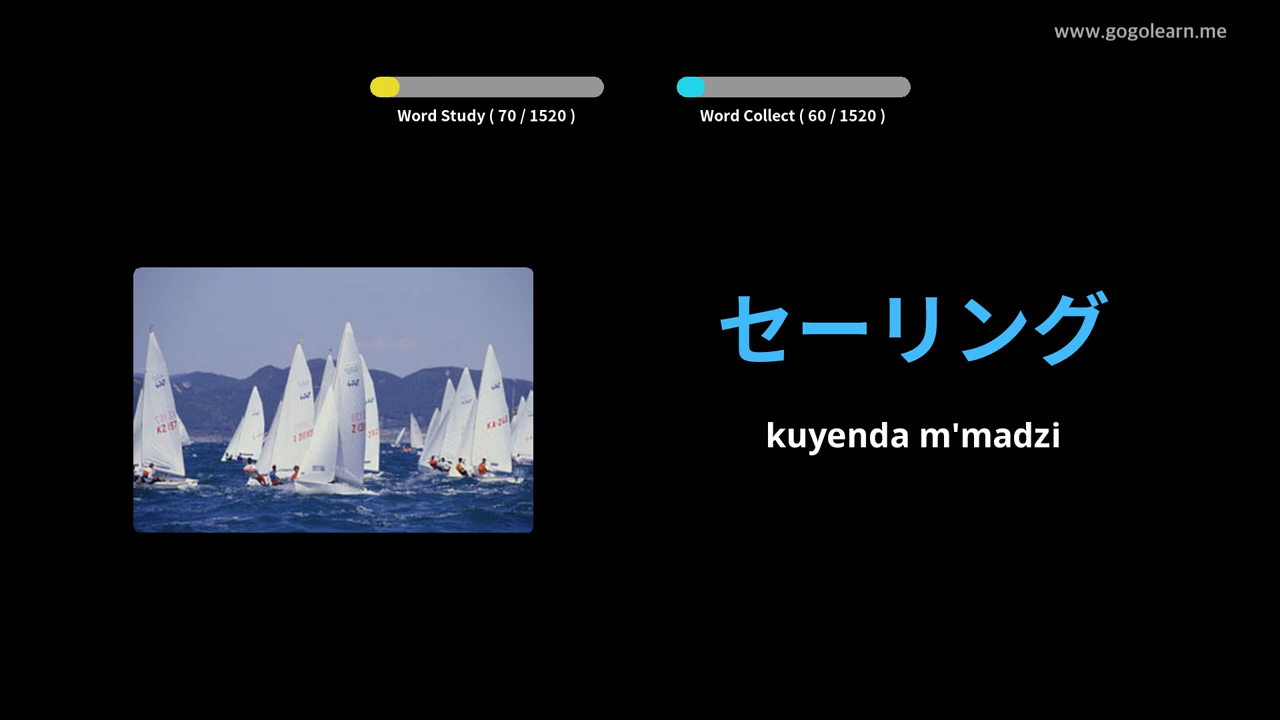 www.gogolearn.me
Word Study ( 70 / 1520 )
Word Collect ( 60 / 1520 )
セーリング
kuyenda m'madzi